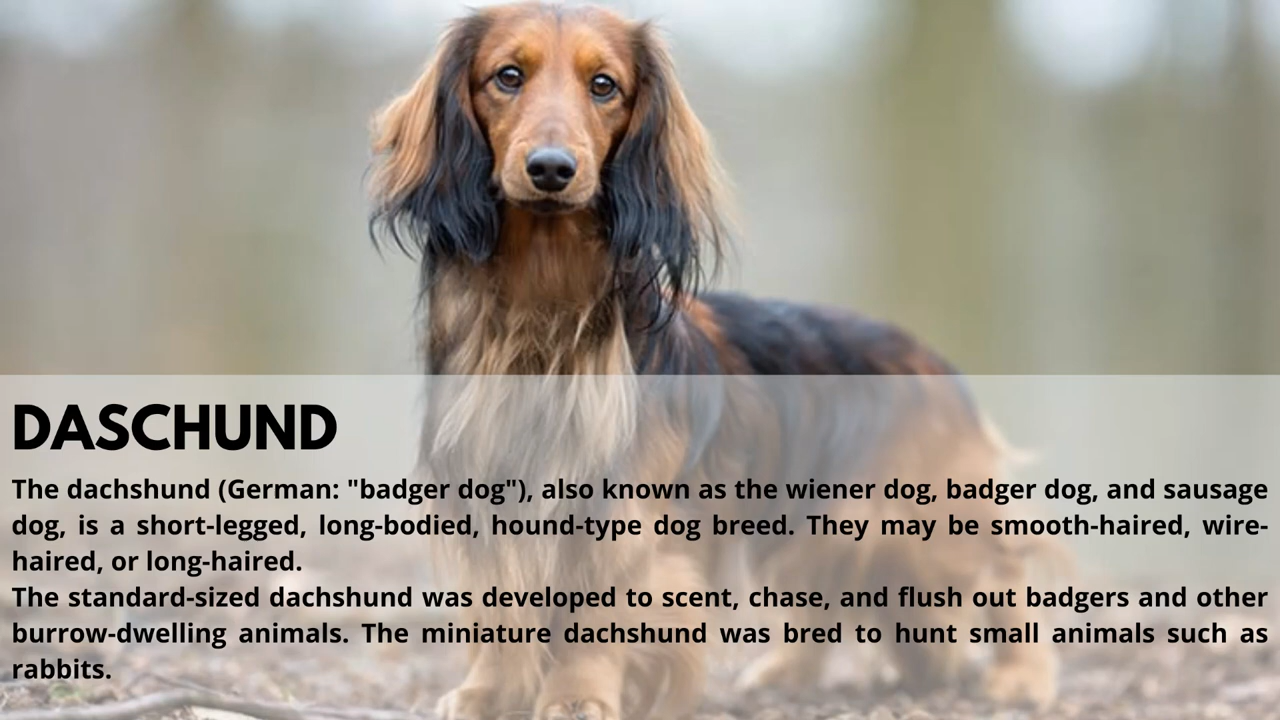 DASCHUND
The dachshund (German: "badger dog"), also known as the wiener dog, badger dog, and sausage
dog, is a short-legged, long-bodied, hound-type dog breed. They may be smooth-haired, wire-
haired, or long-haired.
The standard-sized dachshund was developed to scent, chase, and flush out badgers and other
burrow-dwelling animals. The miniature dachshund was bred to hunt small animals such as
rabbits.